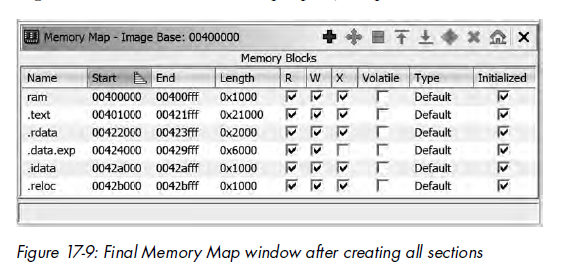 Memory Map - Image Base: 00400000
Memory Blocks
Name Start End Length R W X Volatile Type Initialized
ram 00400000 00400fff 0x1000 Default
.text 00401000 00421fff 0x21000 Default
.rdata 00422000 00423fff 0x2000 Default
.data.exp 00424000 00429fff 0x6000 Default
.idata 0042a000 0042afff 0x1000 Default
.reloc 0042b000 0042bfff 0x1000 Default
Figure 17-9: Final Memory Map window after creating all sections